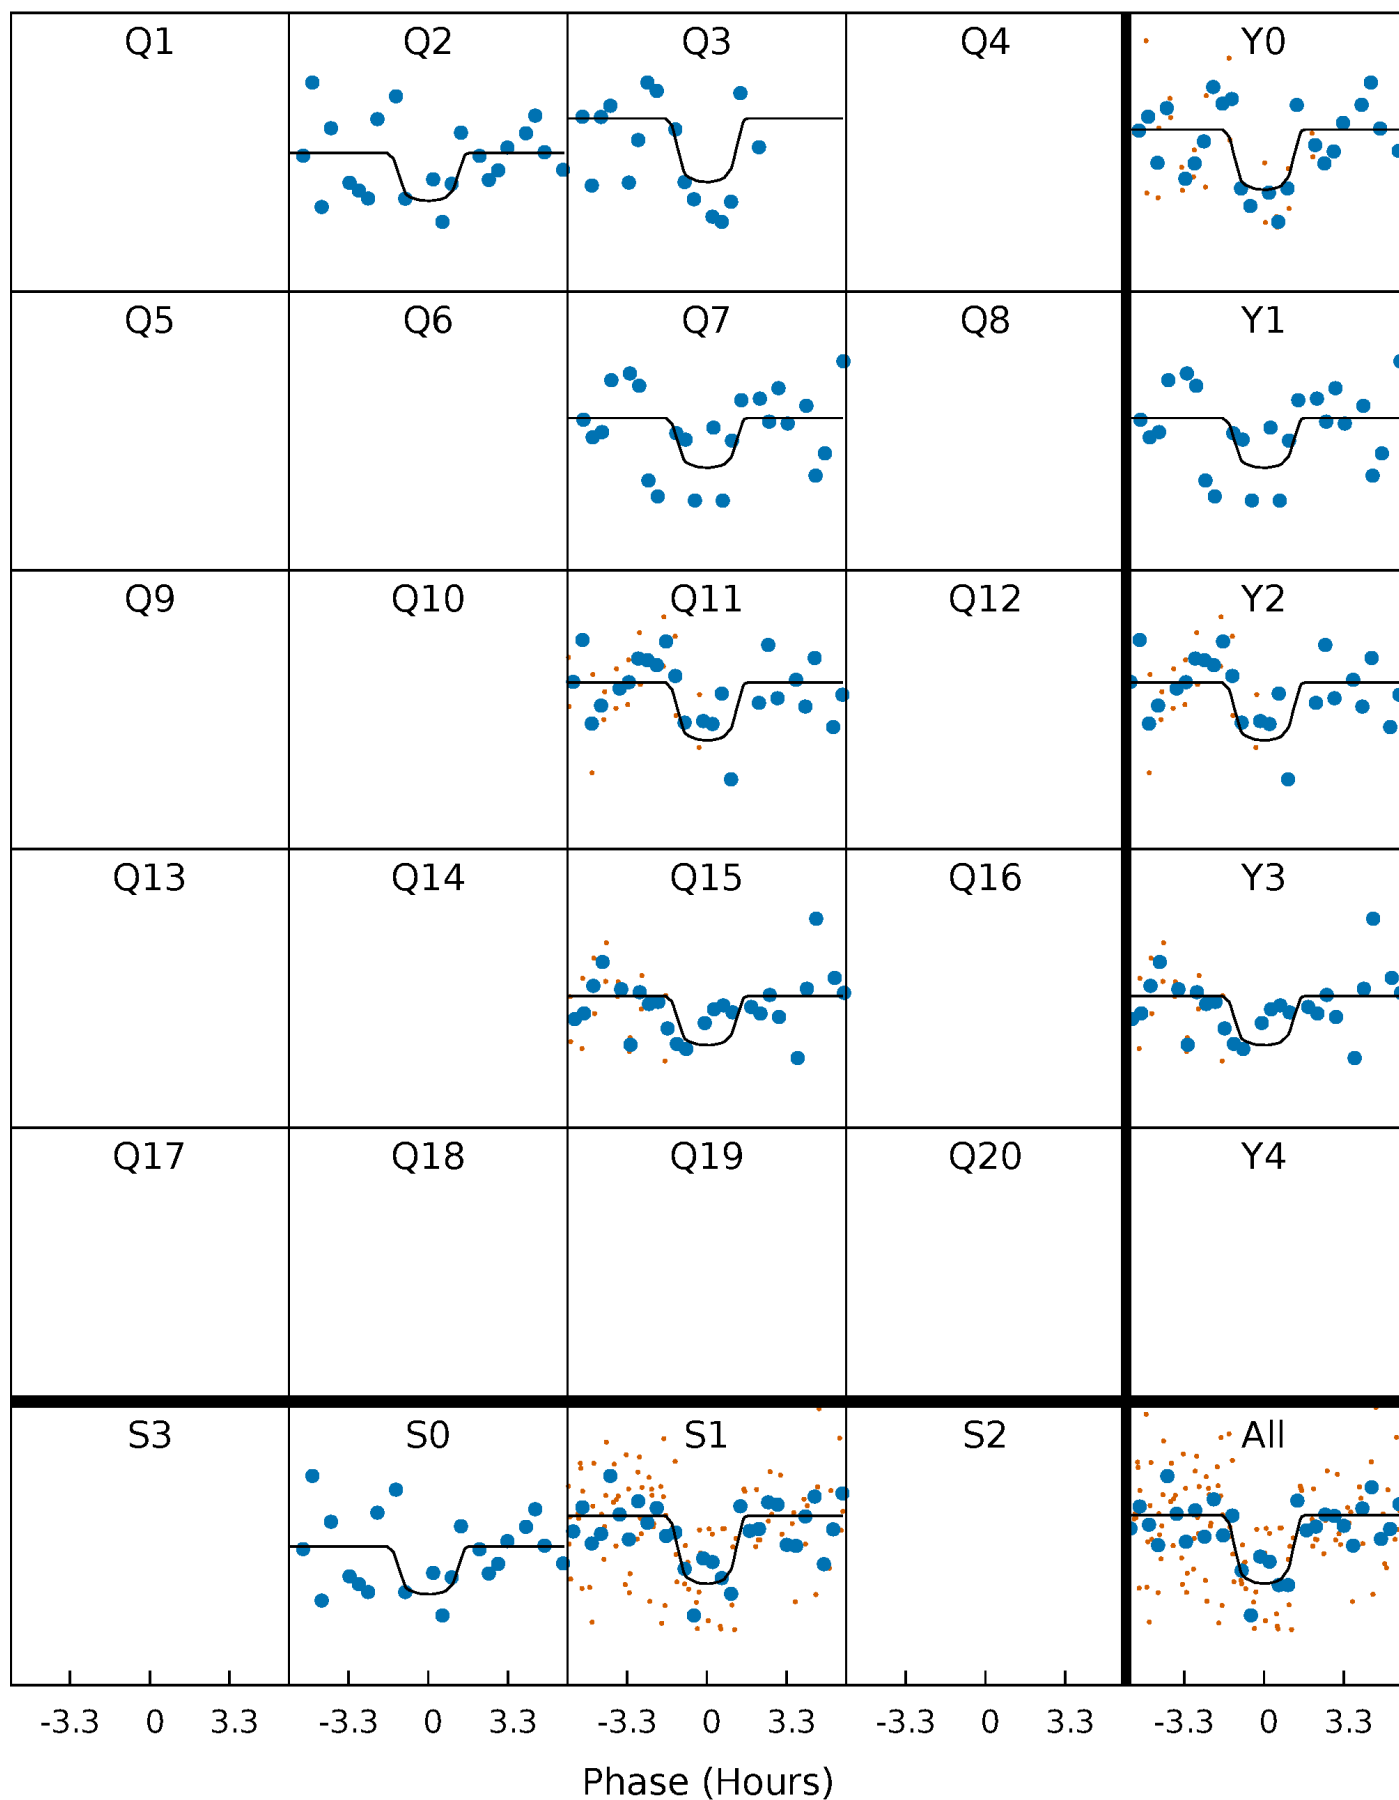 Q1 Q2 Q3 Q4 Y0
Q5 Q6 Q7 Q8 Y1
Q9 Q10 Q11 Q12 Y2
Q13 Q14 Q15 Q16 Y3
Q17 Q18 Q19 Q20 Y4
S3 S0 S1 S2 All
-3.3 0 3.3 -3.3 0 3.3 -3.3 0 3.3 -3.3 0 3.3 -3.3 0 3.3
Phase (Hours)